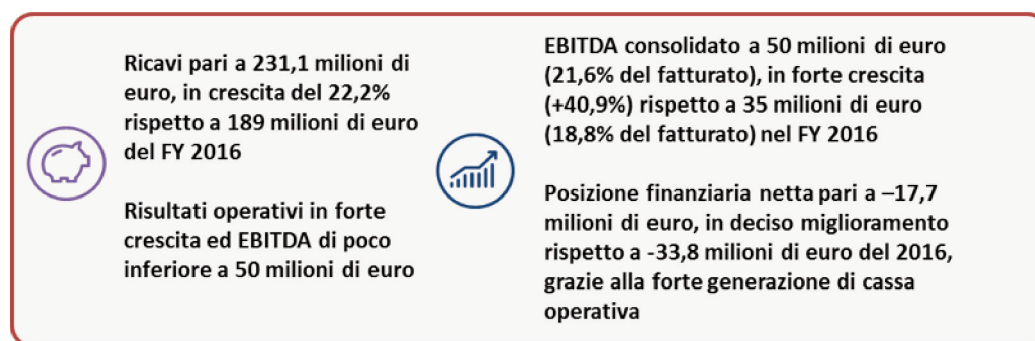 Ricavi pari a 231,1 milioni di
euro, in crescita del 22,2%
rispetto a 189 milioni di euro
del FY 2016
Risultati operativi in forte
crescita ed EBITDA di poco
inferiore a 50 milioni di euro
EBITDA consolidato a 50 milioni di euro
(21,6% del fatturato), in forte crescita
(+40,9%) rispetto a 35 milioni di euro
(18,8% del fatturato) nel FY 2016
Posizione finanziaria netta pari a –17,7
milioni di euro, in deciso miglioramento
rispetto a -33,8 milioni di euro del 2016,
grazie alla forte generazione di cassa
operativa